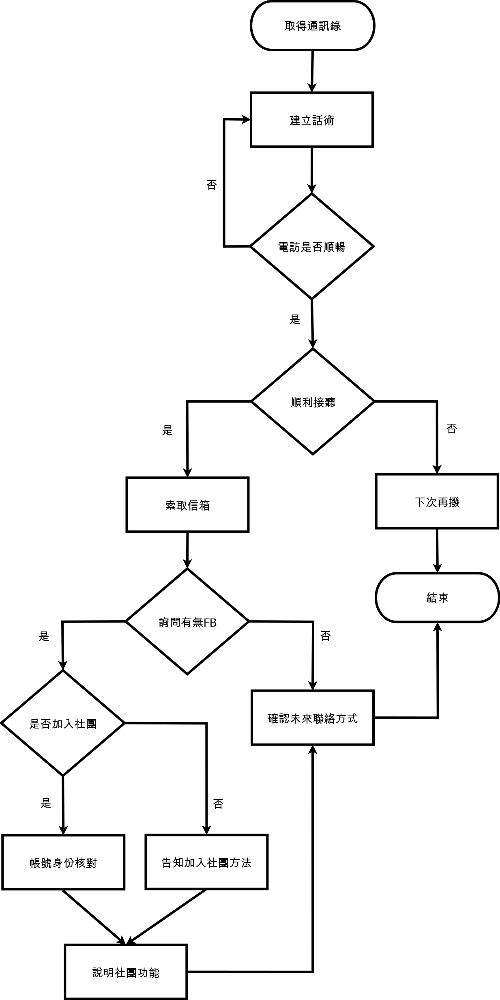 取得通訊錄
建立話術
否
電訪是否順暢
是
順利接聽
是
否
索取信箱
下次再撥
結束
詢問有無FB
是
否
是否加入社團
確認未來聯絡方式
是
否
帳號身份核對
告知加入社團方法
說明社團功能